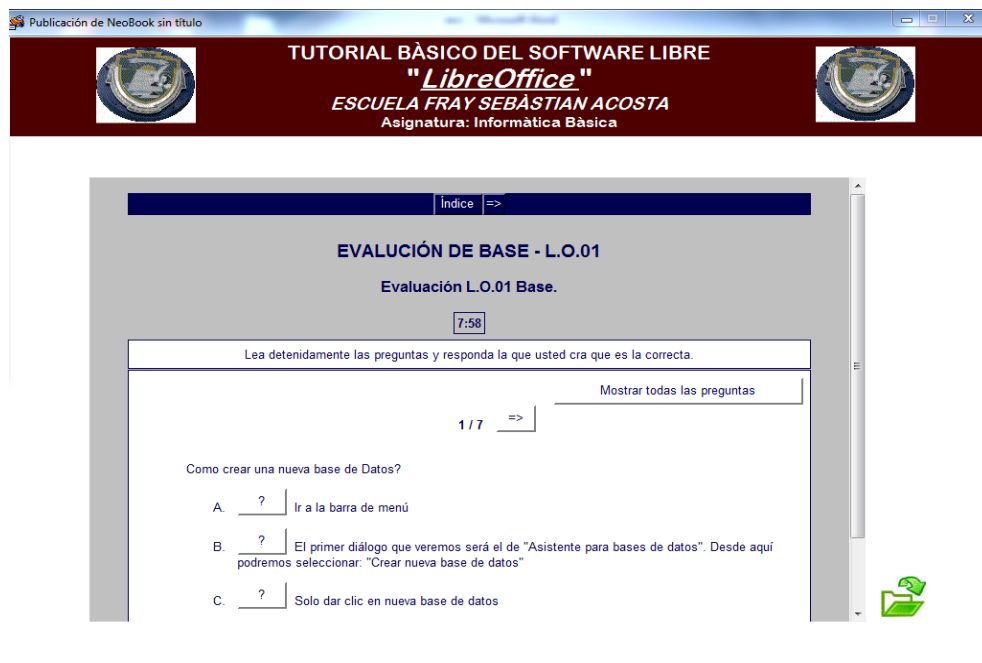 Publicación de NeoBook sin título
TUTORIAL BÀSICO DEL SOFTWARE LIBRE
"LibreOffice"
ESCUELA FRAY SEBÀSTIAN ACOSTA
Asignatura: Informàtica Bàsica
Índice =>
EVALUCIÓN DE BASE - L.O.01
Evaluación L.O.01 Base.
7:58
Lea detenidamente las preguntas y responda la que usted cra que es la correcta.
Mostrar todas las preguntas
1 / 7 =>
Como crear una nueva base de Datos?
A. ? Ir a la barra de menú
B. ? El primer diálogo que veremos será el de "Asistente para bases de datos". Desde aquí
podremos seleccionar: "Crear nueva base de datos"
C. ? Solo dar clic en nueva base de datos